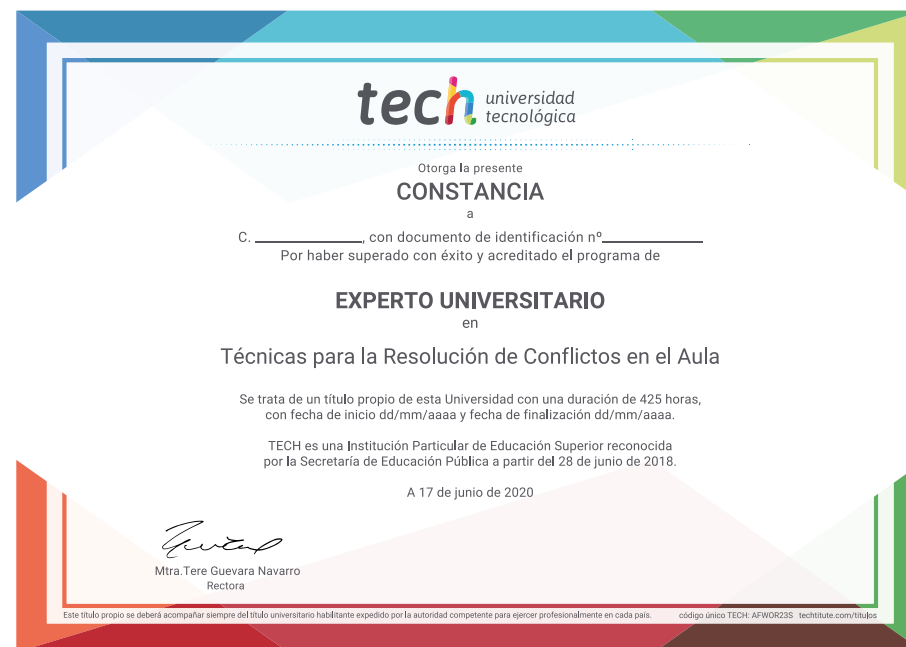 tech universidad
tecnológica
Otorga la presente
CONSTANCIA
a
C. ____________, con documento de identificación nº____________
Por haber superado con éxito y acreditado el programa de
EXPERTO UNIVERSITARIO
en
Técnicas para la Resolución de Conflictos en el Aula
Se trata de un título propio de esta Universidad con una duración de 425 horas,
con fecha de inicio dd/mm/aaaa y fecha de finalización dd/mm/aaaa.
TECH es una Institución Particular de Educación Superior reconocida
por la Secretaría de Educación Pública a partir del 28 de junio de 2018.
A 17 de junio de 2020
Mtra.Tere Guevara Navarro
Rectora
Este título propio se deberá acompañar siempre del título universitario habilitante expedido por la autoridad competente para ejercer profesionalmente en cada país. código único TECH: AFWOR23S techtitute.com/titulos